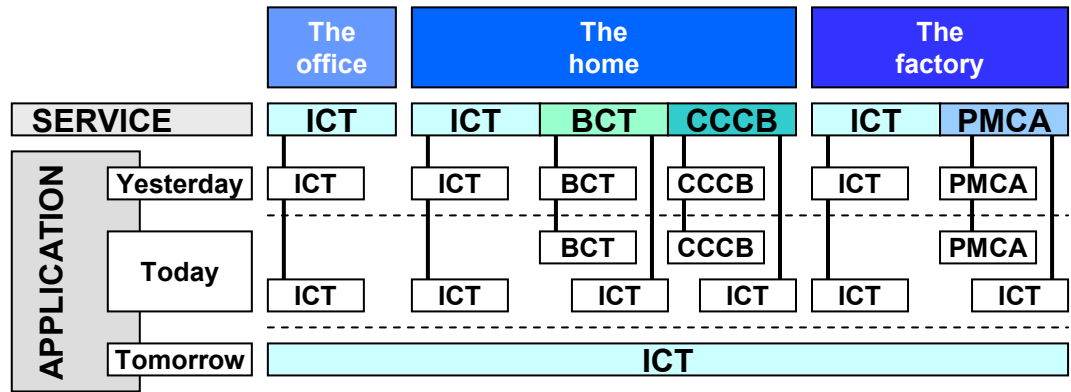 The office
The home
The factory
SERVICE
ICT
ICT
BCT
CCCB
ICT
PMCA
APPLICATION
Yesterday
ICT
ICT
BCT
CCCB
ICT
PMCA
Today
BCT
CCCB
PMCA
ICT
ICT
ICT
ICT
ICT
ICT
Tomorrow
ICT